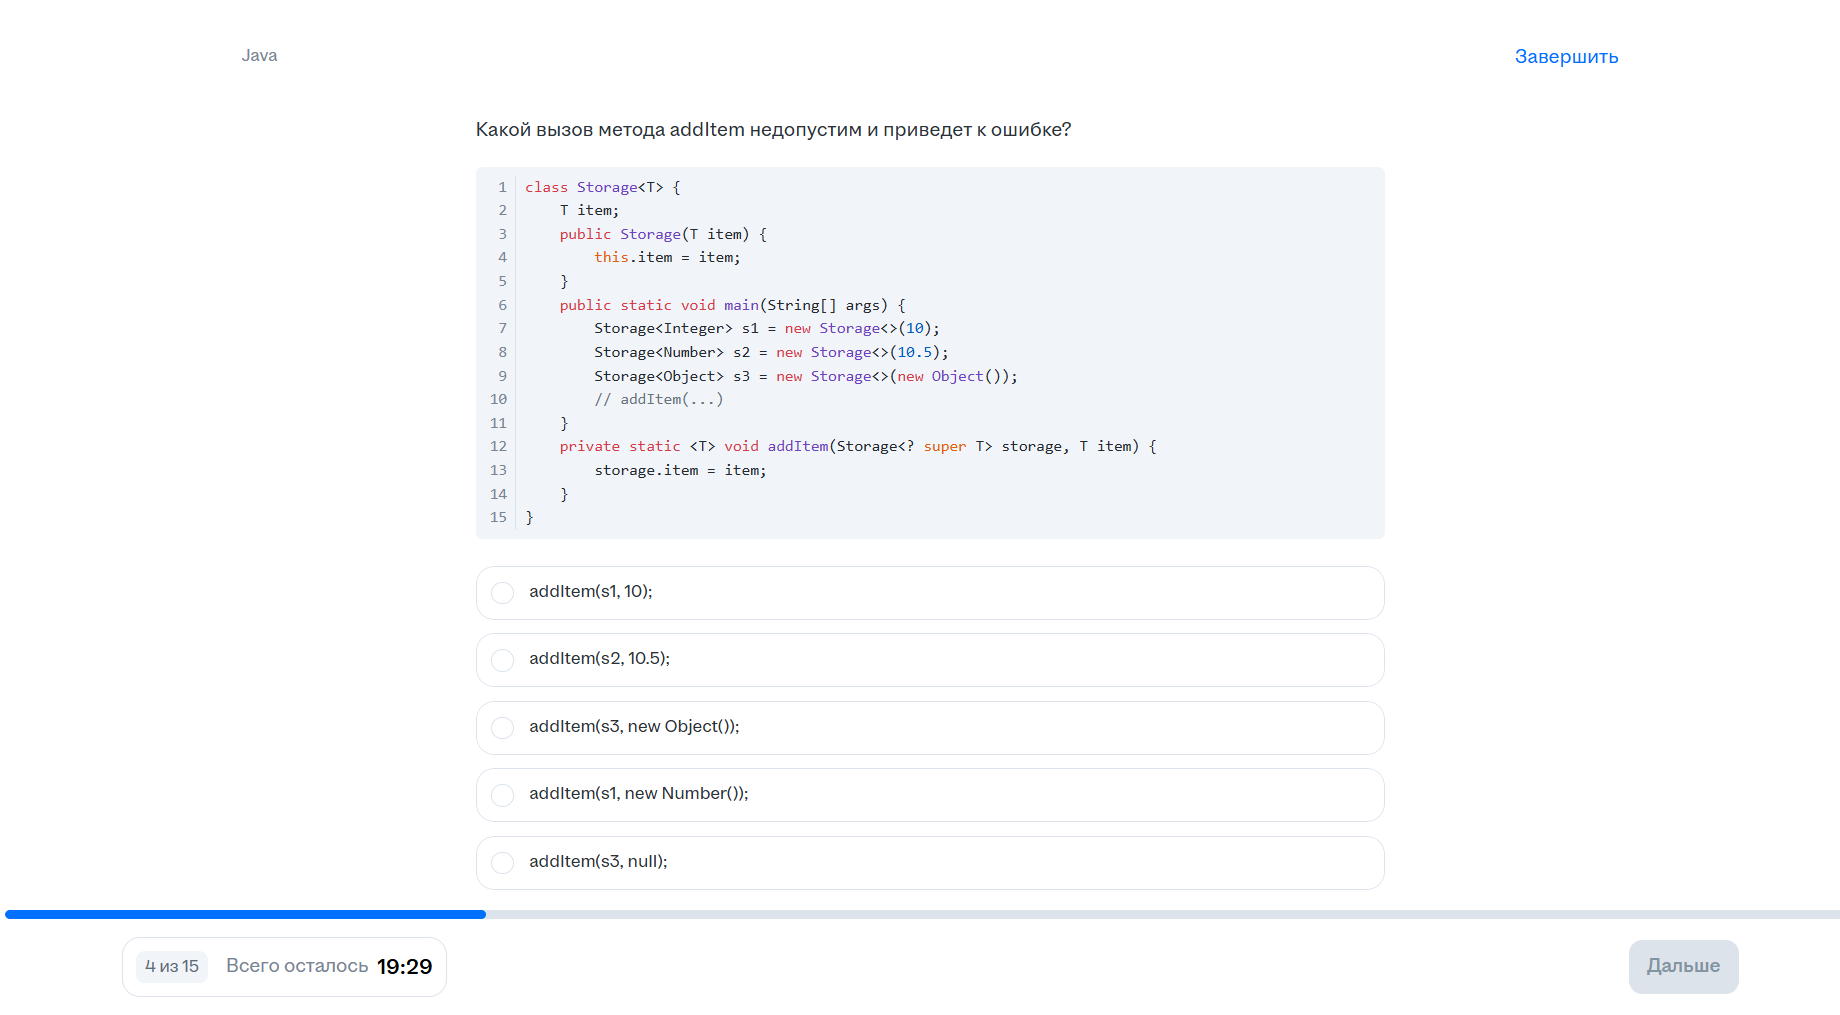 Java
Завершить
Какой вызов метода addItem недопустим и приведет к ошибке?
1 class Storage<T> {
2     T item;
3     public Storage(T item) {
4         this.item = item;
5     }
6     public static void main(String[] args) {
7         Storage<Integer> s1 = new Storage<>(10);
8         Storage<Number> s2 = new Storage<>(10.5);
9         Storage<Object> s3 = new Storage<>(new Object());
10         // addItem(...)
11     }
12     private static <T> void addItem(Storage<? super T> storage, T item) {
13         storage.item = item;
14     }
15 }
addItem(s1, 10);
addItem(s2, 10.5);
addItem(s3, new Object());
addItem(s1, new Number());
addItem(s3, null);
4 из 15 Всего осталось 19:29
Дальше